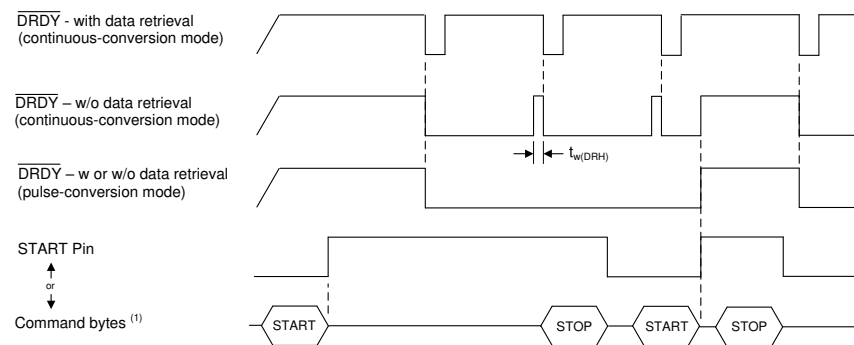 DRDY - with data retrieval
(continuous-conversion mode)
DRDY – w/o data retrieval
(continuous-conversion mode)
tw(DRH)
DRDY – w or w/o data retrieval
(pulse-conversion mode)
START Pin
or
Command bytes (1)
START
STOP
START
STOP